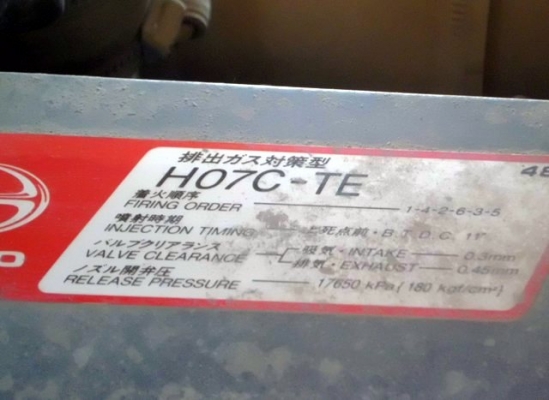 排出ガス対策型
48
H07C-TE
着火順序
FIRING ORDER 1-4-2-6-3-5
噴射時期
INJECTION TIMING 上死点前・B.T.D.C. 11°
バルブクリアランス 吸気・INTAKE 0.3mm
VALVE CLEARANCE 排気・EXHAUST 0.45mm
ノズル開弁圧
RELEASE PRESSURE 17650 kPa (180 kgf/cm²)